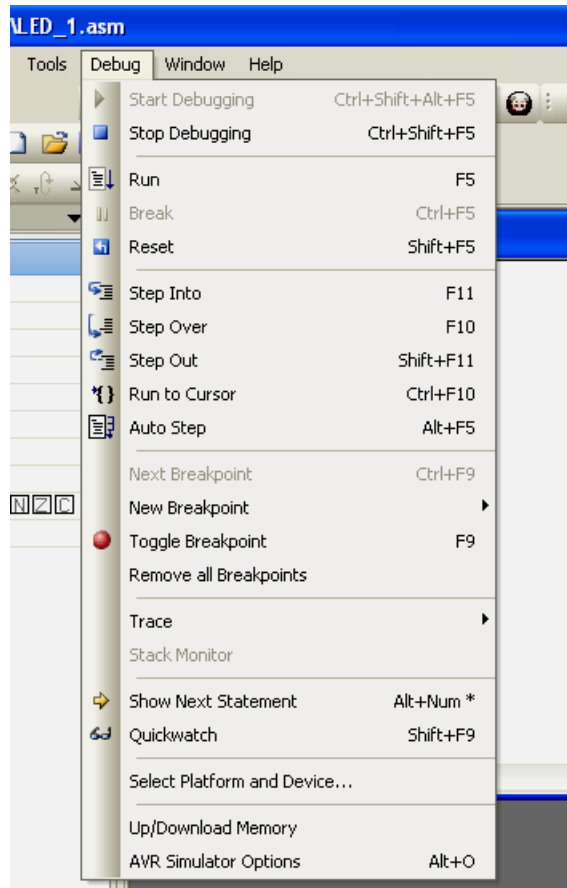 LED_1.asm
Tools Debug Window Help
Start Debugging Ctrl+Shift+Alt+F5
Stop Debugging Ctrl+Shift+F5
Run F5
Break Ctrl+F5
Reset Shift+F5
Step Into F11
Step Over F10
Step Out Shift+F11
Run to Cursor Ctrl+F10
Auto Step Alt+F5
Next Breakpoint Ctrl+F9
N Z C
New Breakpoint
Toggle Breakpoint F9
Remove all Breakpoints
Trace
Stack Monitor
Show Next Statement Alt+Num *
Quickwatch Shift+F9
Select Platform and Device...
Up/Download Memory
AVR Simulator Options Alt+O